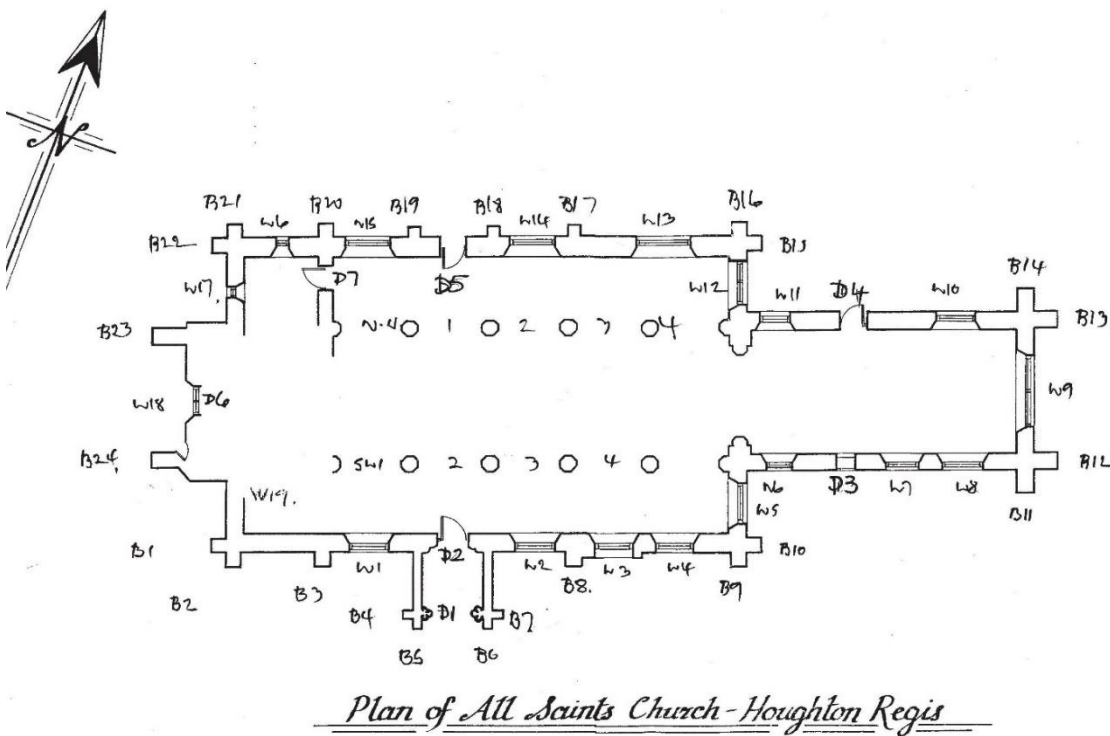 N
B21 B20 B19 B18 B17 B16
W6 W15 W14 W13
B22 B15
D7 D5
B14
W17. W12 W11 D4 W10
B23 N.4 1 2 3 4 B13
W18 D6 W9
B24. SW1 2 3 4 B12
W19. W5 N6 D3 W7 W8
B11
B1 D2 B10
W1 W2 W3 W4
B2 B3 B8. B9
B4 D1 B7
B5 B6
Plan of All Saints Church - Houghton Regis